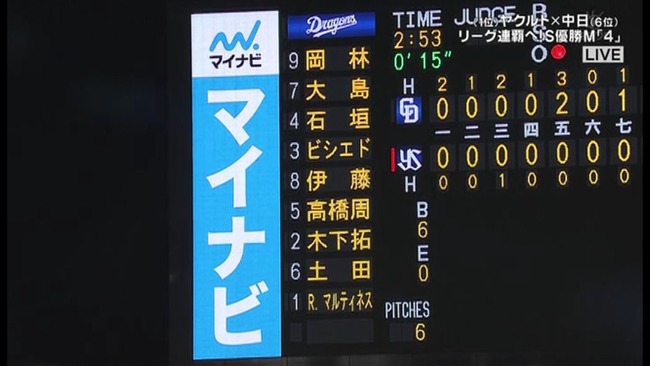 (1位)ヤクルト×中日(6位)
リーグ連覇へ!S優勝M「4」
LIVE
マイナビ
マイナビ
Dragons
9 岡林
7 大島
4 石垣
3 ビシエド
8 伊藤
5 高橋周
2 木下拓
6 土田
1 R.マルティネス
TIME JUDGE B
2:53
0'15"
O
H 2 1 2 1 3 0 1
CD 0 0 0 0 2 0 1
一 二 三 四 五 六 七
YS 0 0 0 0 0 0 0
H 0 0 1 0 0 0 0
B
6
E
0
PITCHES
6